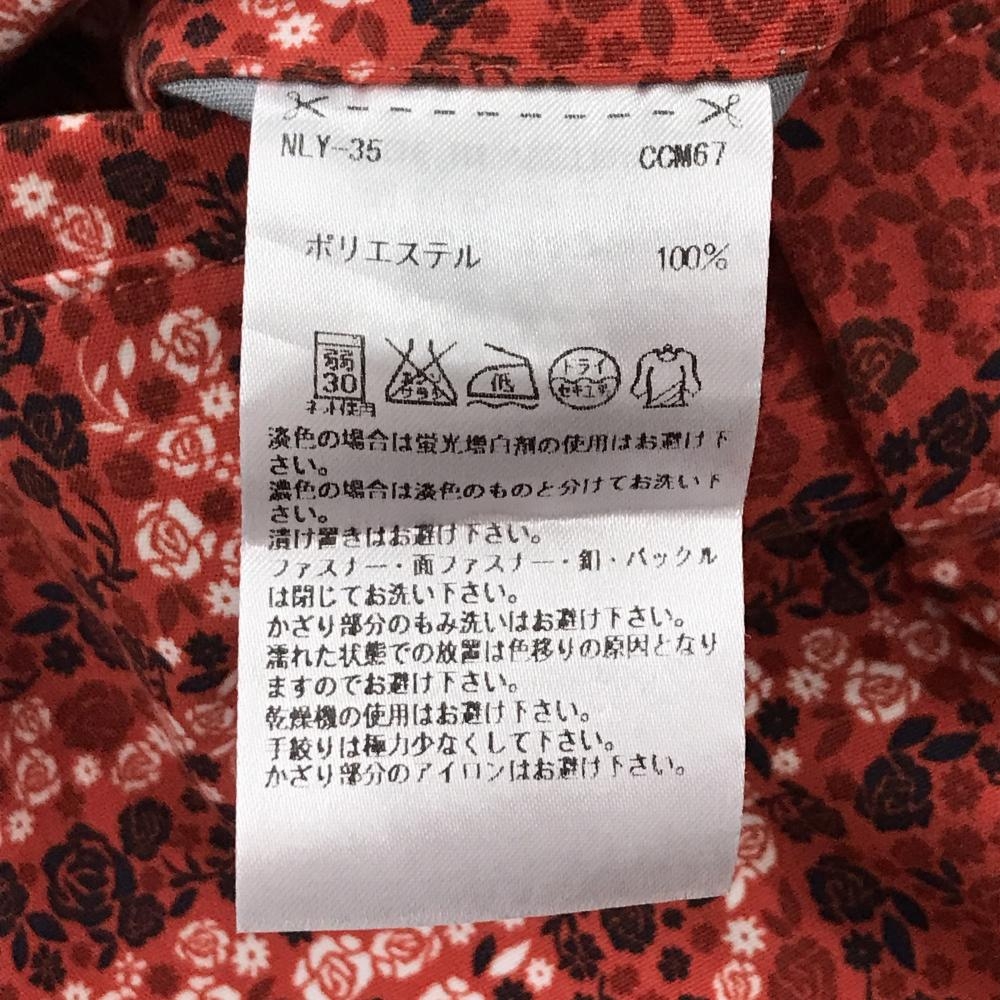 NLY-35 CCM67
ポリエステル 100%
弱
30
ネット使用
エンソ
サラシ
低
ドライ
セキユ系
淡色の場合は蛍光増白剤の使用はお避け下
さい。
濃色の場合は淡色のものと分けてお洗い下
さい。
漬け置きはお避け下さい。
ファスナー・面ファスナー・釦・バックル
は閉じてお洗い下さい。
かざり部分のもみ洗いはお避け下さい。
濡れた状態での放置は色移りの原因となり
ますのでお避け下さい。
乾燥機の使用はお避け下さい。
手絞りは極力少なくして下さい。
かざり部分のアイロンはお避け下さい。